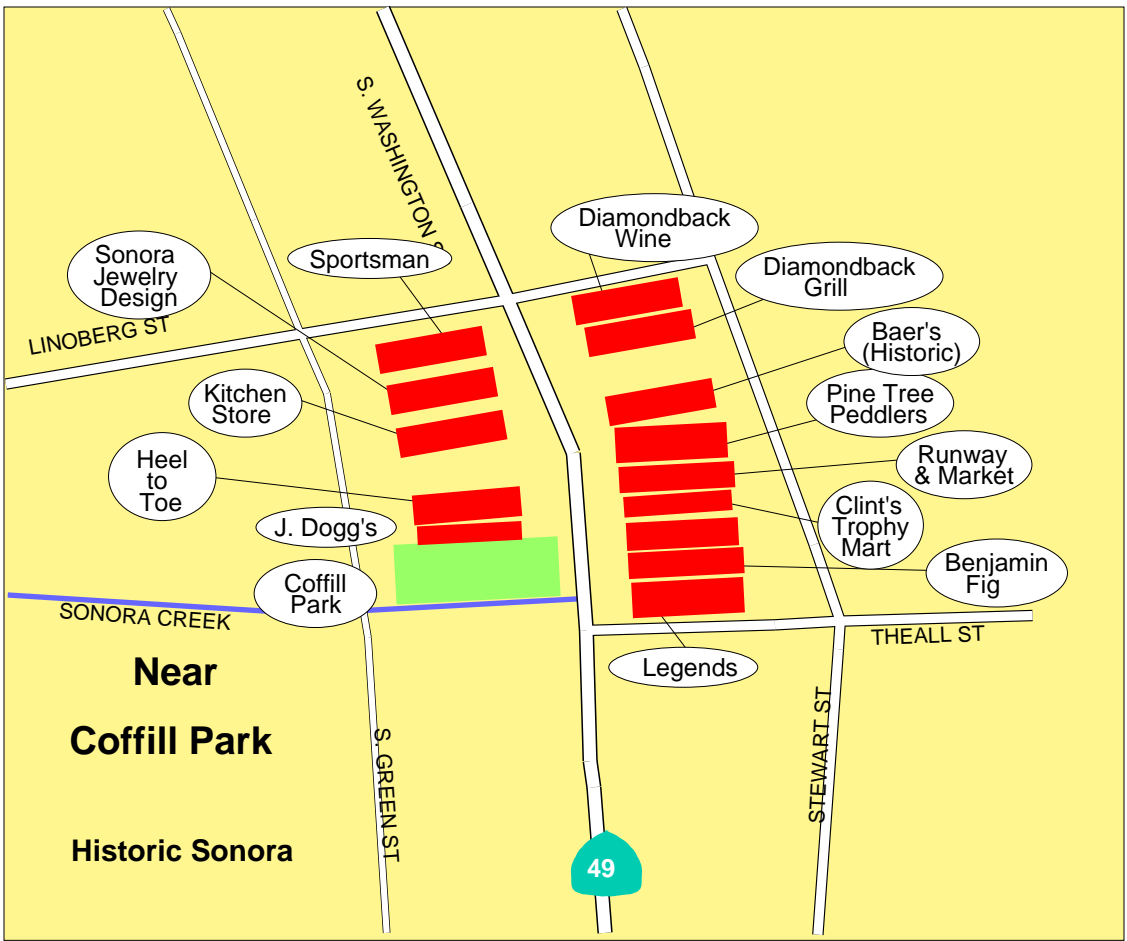 S. WASHINGTON S
Diamondback
Wine
Sonora
Jewelry
Design
Sportsman
Diamondback
Grill
LINOBERG ST
Baer's
(Historic)
Kitchen
Store
Pine Tree
Peddlers
Heel
to
Toe
Runway
& Market
J. Dogg's
Clint's
Trophy
Mart
Coffill
Park
Benjamin
Fig
SONORA CREEK
THEALL ST
Legends
Near
Coffill Park
S. GREEN ST
STEWART ST
Historic Sonora
49